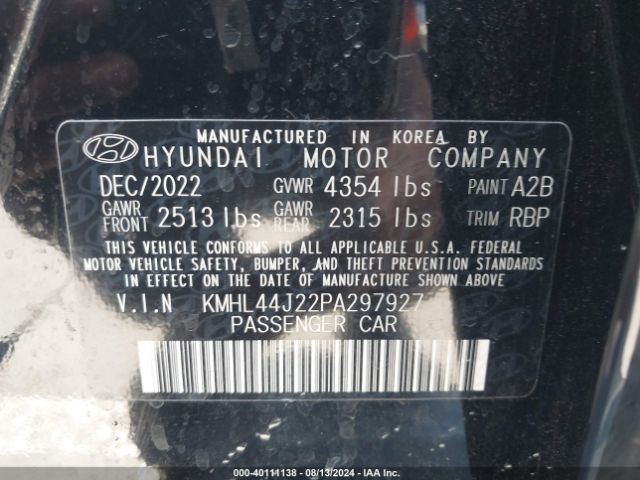 MANUFACTURED IN KOREA BY
HYUNDAI MOTOR COMPANY
DEC/2022 GVWR 4354 lbs PAINT A2B
GAWR FRONT 2513 lbs GAWR REAR 2315 lbs TRIM RBP
THIS VEHICLE CONFORMS TO ALL APPLICABLE U.S.A. FEDERAL
MOTOR VEHICLE SAFETY, BUMPER, AND THEFT PREVENTION STANDARDS
IN EFFECT ON THE DATE OF MANUFACTURE SHOWN ABOVE
V.I.N KMHL44J22PA297927
PASSENGER CAR
000-40111138 - 08/13/2024 - IAA, Inc.